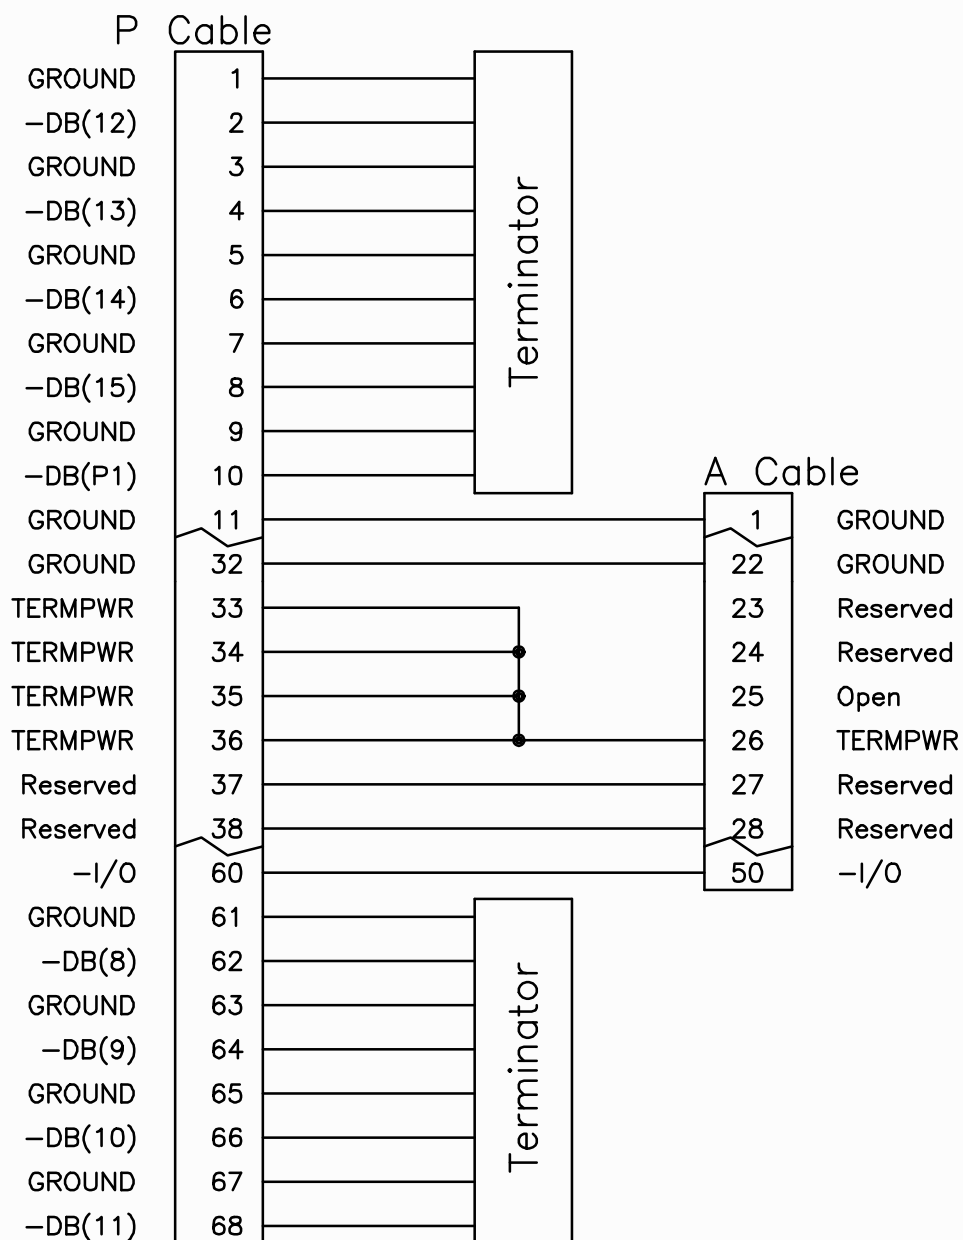 P Cable
GROUND 1
-DB(12) 2
GROUND 3
-DB(13) 4
GROUND 5
-DB(14) 6
GROUND 7
-DB(15) 8
GROUND 9
-DB(P1) 10
Terminator
A Cable
GROUND 11 1 GROUND
GROUND 32 22 GROUND
TERMPWR 33 23 Reserved
TERMPWR 34 24 Reserved
TERMPWR 35 25 Open
TERMPWR 36 26 TERMPWR
Reserved 37 27 Reserved
Reserved 38 28 Reserved
-I/O 60 50 -I/O
GROUND 61
-DB(8) 62
GROUND 63
-DB(9) 64
GROUND 65
-DB(10) 66
GROUND 67
-DB(11) 68
Terminator